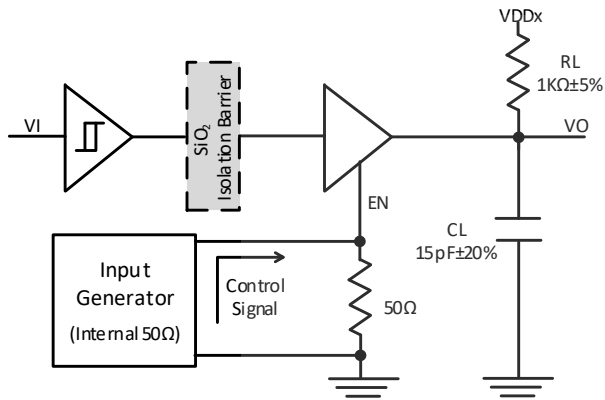 VDDx
RL
1KΩ±5%
VI
SiO2
Isolation Barrier
VO
EN
CL
15pF±20%
Input
Generator
(Internal 50Ω)
Control
Signal
50Ω